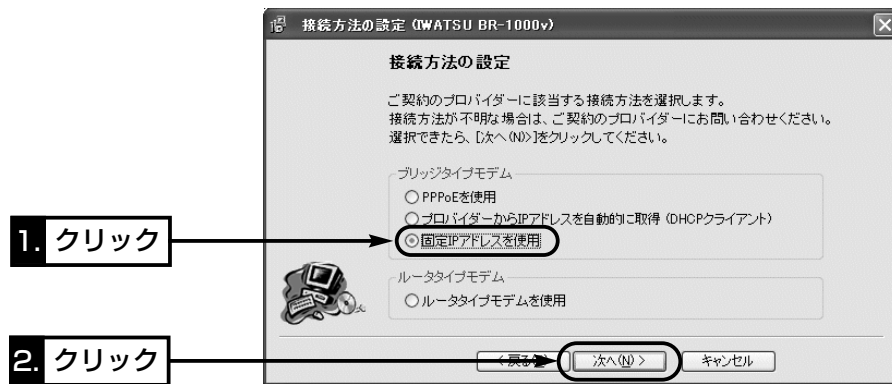 接続方法の設定 (IWATSU BR-1000v)
接続方法の設定
ご契約のプロバイダーに該当する接続方法を選択します。
接続方法が不明な場合は、ご契約のプロバイダーにお問い合わせください。
選択できたら、[次へ(N)>]をクリックしてください。
ブリッジタイプモデム
PPPoEを使用
プロバイダーからIPアドレスを自動的に取得 (DHCPクライアント)
1. クリック
固定IPアドレスを使用
ルータタイプモデム
ルータタイプモデムを使用
2. クリック
< 戻る
次へ(N) >
キャンセル